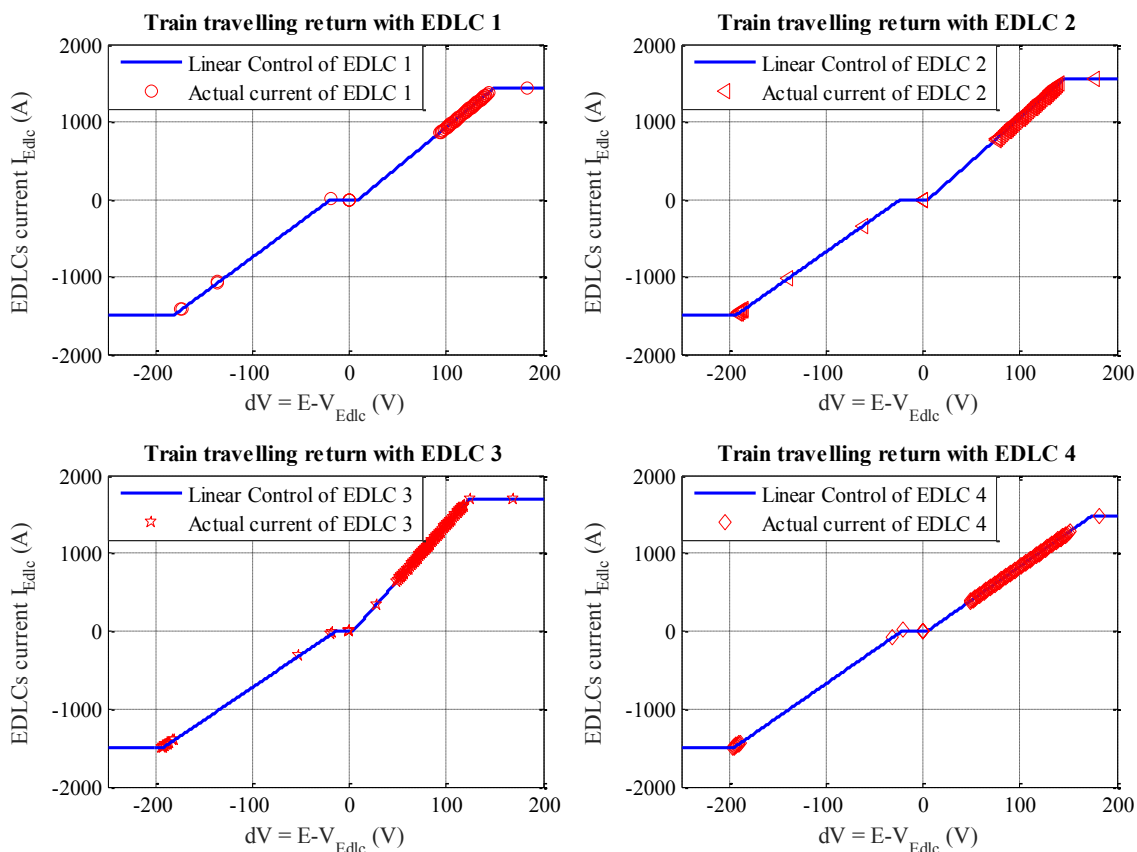 Train travelling return with EDLC 1
2000
1000
0
-1000
-2000
EDLCs current I_Edlc (A)
Linear Control of EDLC 1
Actual current of EDLC 1
-200 -100 0 100 200
dV = E-V_Edlc (V)
Train travelling return with EDLC 2
2000
1000
0
-1000
-2000
EDLCs current I_Edlc (A)
Linear Control of EDLC 2
Actual current of EDLC 2
-200 -100 0 100 200
dV = E-V_Edlc (V)
Train travelling return with EDLC 3
2000
1000
0
-1000
-2000
EDLCs current I_Edlc (A)
Linear Control of EDLC 3
Actual current of EDLC 3
-200 -100 0 100 200
dV = E-V_Edlc (V)
Train travelling return with EDLC 4
2000
1000
0
-1000
-2000
EDLCs current I_Edlc (A)
Linear Control of EDLC 4
Actual current of EDLC 4
-200 -100 0 100 200
dV = E-V_Edlc (V)